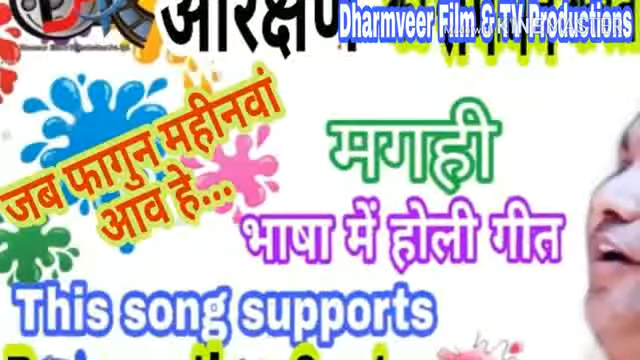 Dharmveer Film & TV Productions
आरक्षण
जब फागुन महीनवां
आव हे...
मगही
भाषा में होली गीत
This song supports